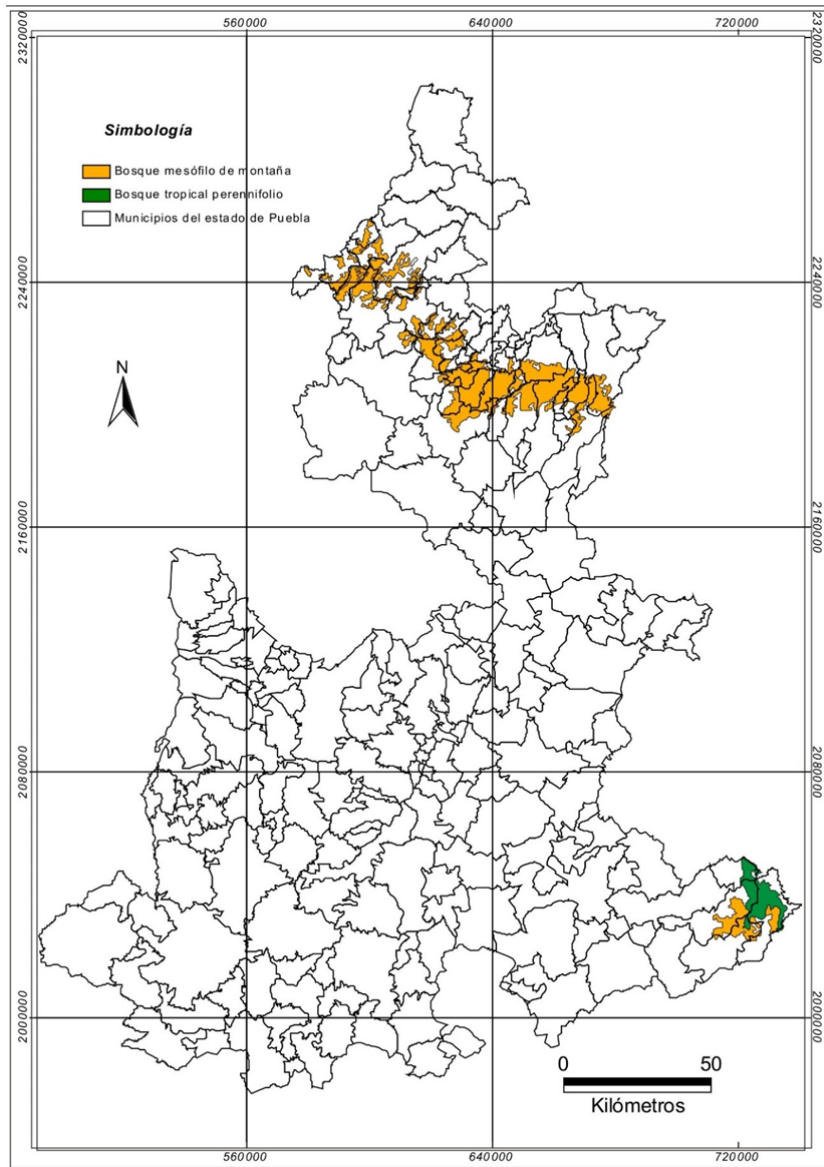 560000 640000 720000
2320000 2320000
Simbología
Bosque mesófilo de montaña
Bosque tropical perennifolio
Municipios del estado de Puebla
2240000 2240000
N
2160000 2160000
2080000 2080000
2000000 2000000
0 50
Kilómetros
560000 640000 720000